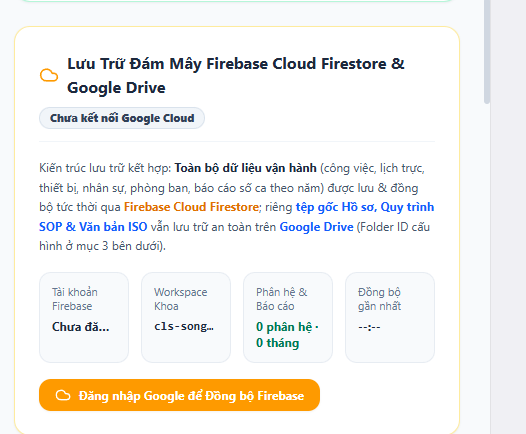 Lưu Trữ Đám Mây Firebase Cloud Firestore &
Google Drive
Chưa kết nối Google Cloud
Kiến trúc lưu trữ kết hợp: Toàn bộ dữ liệu vận hành (công việc, lịch trực,
thiết bị, nhân sự, phòng ban, báo cáo số ca theo năm) được lưu & đồng
bộ tức thời qua Firebase Cloud Firestore; riêng tệp gốc Hồ sơ, Quy trình
SOP & Văn bản ISO vẫn lưu trữ an toàn trên Google Drive (Folder ID cấu
hình ở mục 3 bên dưới).
Tài khoản
Firebase
Chưa đă...
Workspace
Khoa
cls-song…
Phân hệ &
Báo cáo
0 phân hệ ·
0 tháng
Đồng bộ
gần nhất
--:--
Đăng nhập Google để Đồng bộ Firebase